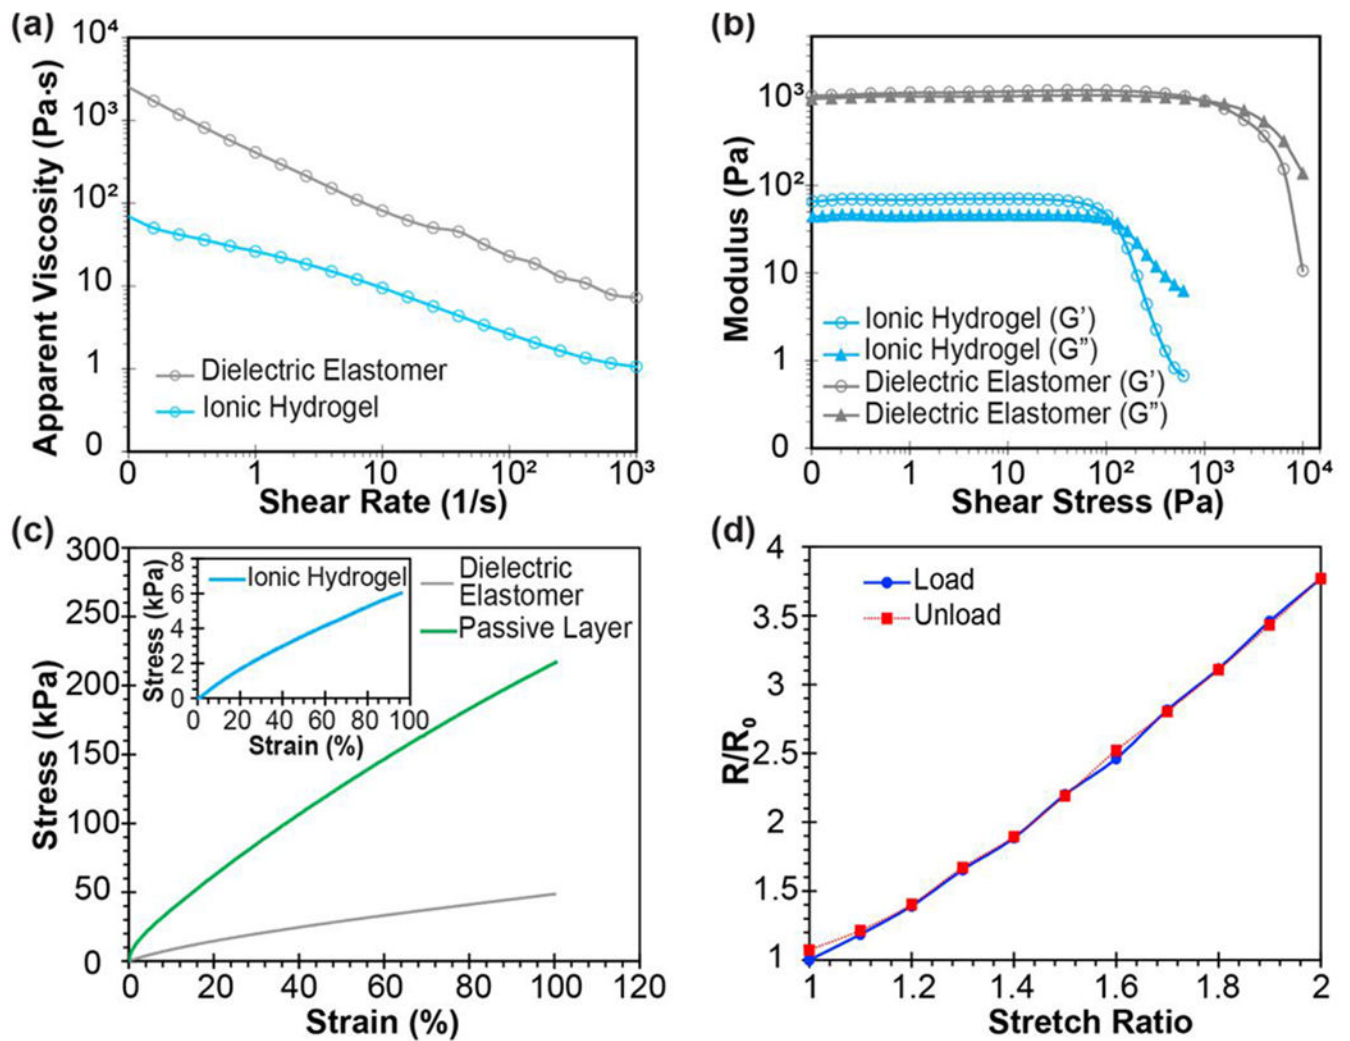 (a)
Apparent Viscosity (Pa·s)
10⁴
10³
10²
10
1
0
Dielectric Elastomer
Ionic Hydrogel
0 1 10 10² 10³
Shear Rate (1/s)
(b)
Modulus (Pa)
10³
10²
10
1
0
Ionic Hydrogel (G’)
Ionic Hydrogel (G”)
Dielectric Elastomer (G’)
Dielectric Elastomer (G”)
0 1 10 10² 10³ 10⁴
Shear Stress (Pa)
(c)
Stress (kPa)
300
250
200
150
100
50
0
Stress (kPa)
8
6
4
2
0
Ionic Hydrogel
0 20 40 60 80 100
Strain (%)
Dielectric
Elastomer
Passive Layer
0 20 40 60 80 100 120
Strain (%)
(d)
R/R₀
4
3.5
3
2.5
2
1.5
1
Load
Unload
1 1.2 1.4 1.6 1.8 2
Stretch Ratio